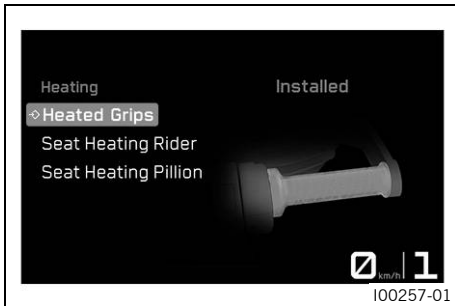 Heating
Installed
Heated Grips
Seat Heating Rider
Seat Heating Pillion
0 km/h 1
I00257-01